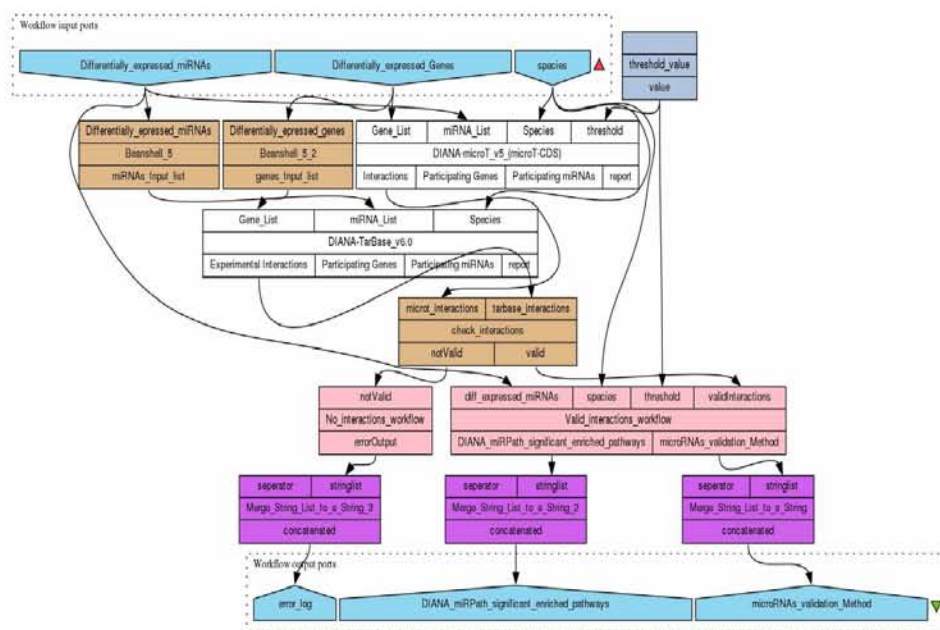 Workflow input ports
Differentially_expressed_miRNAs
Differentially_expressed_Genes
species
threshold_value
value
Differentially_epressed_miRNAs
Beanshell_5
miRNAs_Input_list
Differentially_epressed_genes
Beanshell_5_2
genes_Input_list
Gene_List
miRNA_List
Species
threshold
DIANA-microT_v5_(microT-CDS)
Interactions
Participating Genes
Participating miRNAs
report
Gene_List
miRNA_List
Species
DIANA-TarBase_v6.0
Experimental Interactions
Participating Genes
Participating miRNAs
report
microt_interactions
tarbase_interactions
check_interactions
notValid
valid
notValid
No_interactions_workflow
errorOutput
diff_expressed_miRNAs
species
threshold
validInteractions
Valid_interactions_workflow
DIANA_miRPath_significant_enriched_pathways
microRNAs_validation_Method
seperator
stringlist
Merge_String_List_to_a_String_3
concatenated
seperator
stringlist
Merge_String_List_to_a_String_2
concatenated
seperator
stringlist
Merge_String_List_to_a_String
concatenated
Workflow output ports
error_log
DIANA_miRPath_significant_enriched_pathways
microRNAs_validation_Method